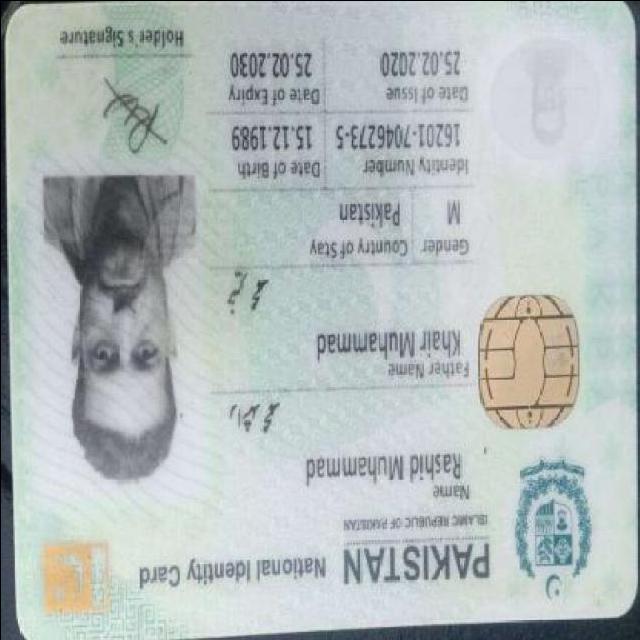 PAKISTAN National Identity Card
ISLAMIC REPUBLIC OF PAKISTAN
Name
Rashid Muhammad
Father Name
Khair Muhammad
Gender Country of Stay
M Pakistan
Identity Number Date of Birth
16201-7046273-5 15.12.1989
Date of Issue Date of Expiry
25.02.2020 25.02.2030
Holder's Signature